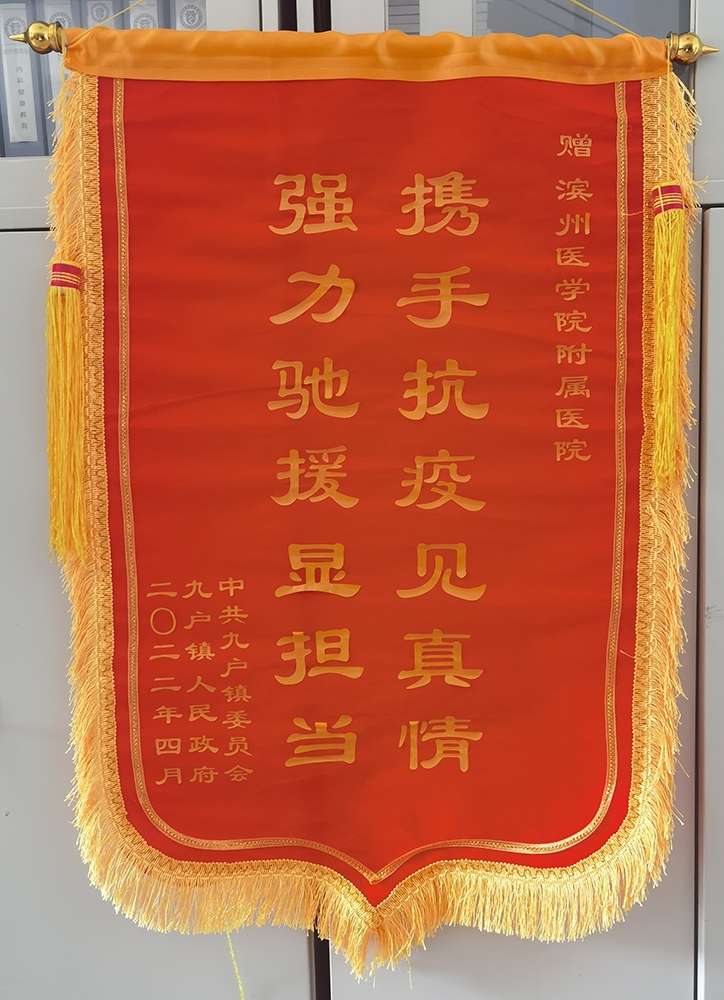 赠 滨州医学院附属医院
携手抗疫见真情
强力驰援显担当
中共九户镇委员会
九户镇人民政府
二〇二二年四月